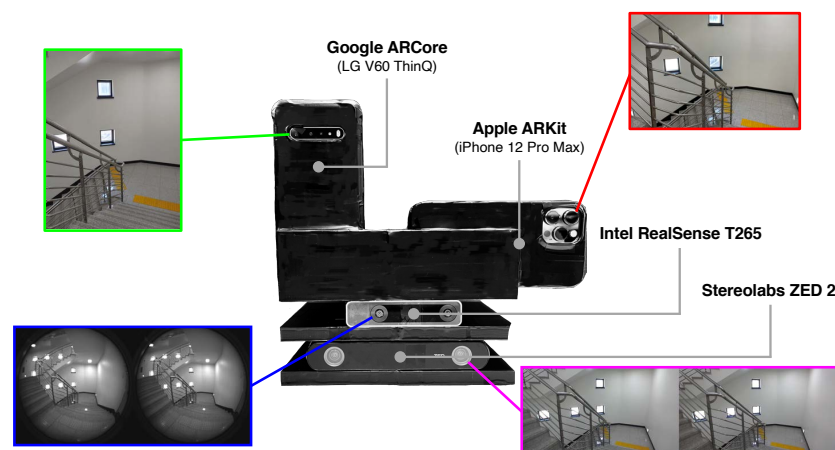 Google ARCore
(LG V60 ThinQ)
Apple ARKit
(iPhone 12 Pro Max)
Intel RealSense T265
Stereolabs ZED 2